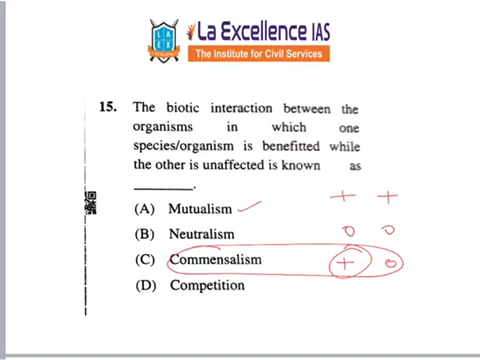 La Excellence IAS
The Institute for Civil Services
15. The biotic interaction between the
organisms in which one
species/organism is benefitted while
the other is unaffected is known as
________.
+ +
(A) Mutualism ✓
(B) Neutralism 0 0
(C) Commensalism + 0
(D) Competition